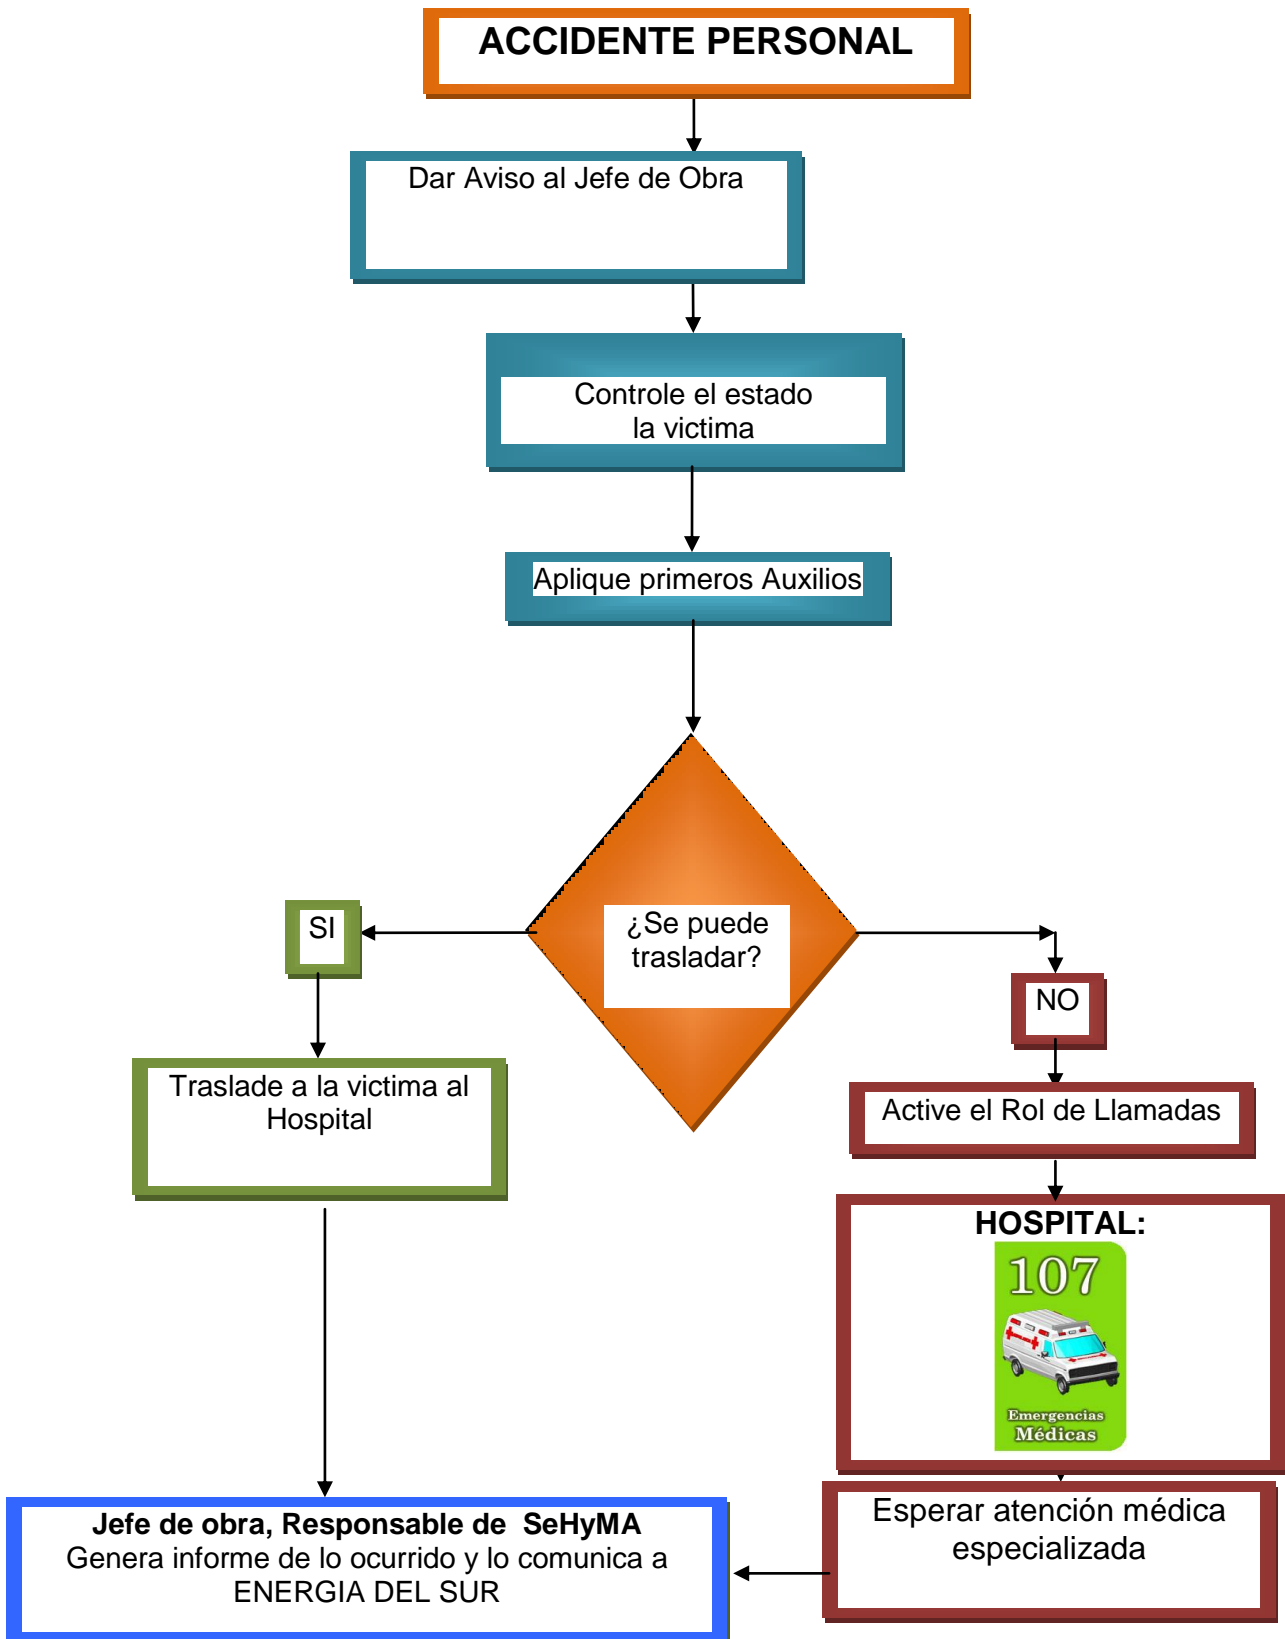 ACCIDENTE PERSONAL
Dar Aviso al Jefe de Obra
Controle el estado
la victima
Aplique primeros Auxilios
¿Se puede
trasladar?
SI
NO
Traslade a la victima al
Hospital
Active el Rol de Llamadas
HOSPITAL:
107
Emergencias
Médicas
Esperar atención médica
especializada
Jefe de obra, Responsable de SeHyMA
Genera informe de lo ocurrido y lo comunica a
ENERGIA DEL SUR